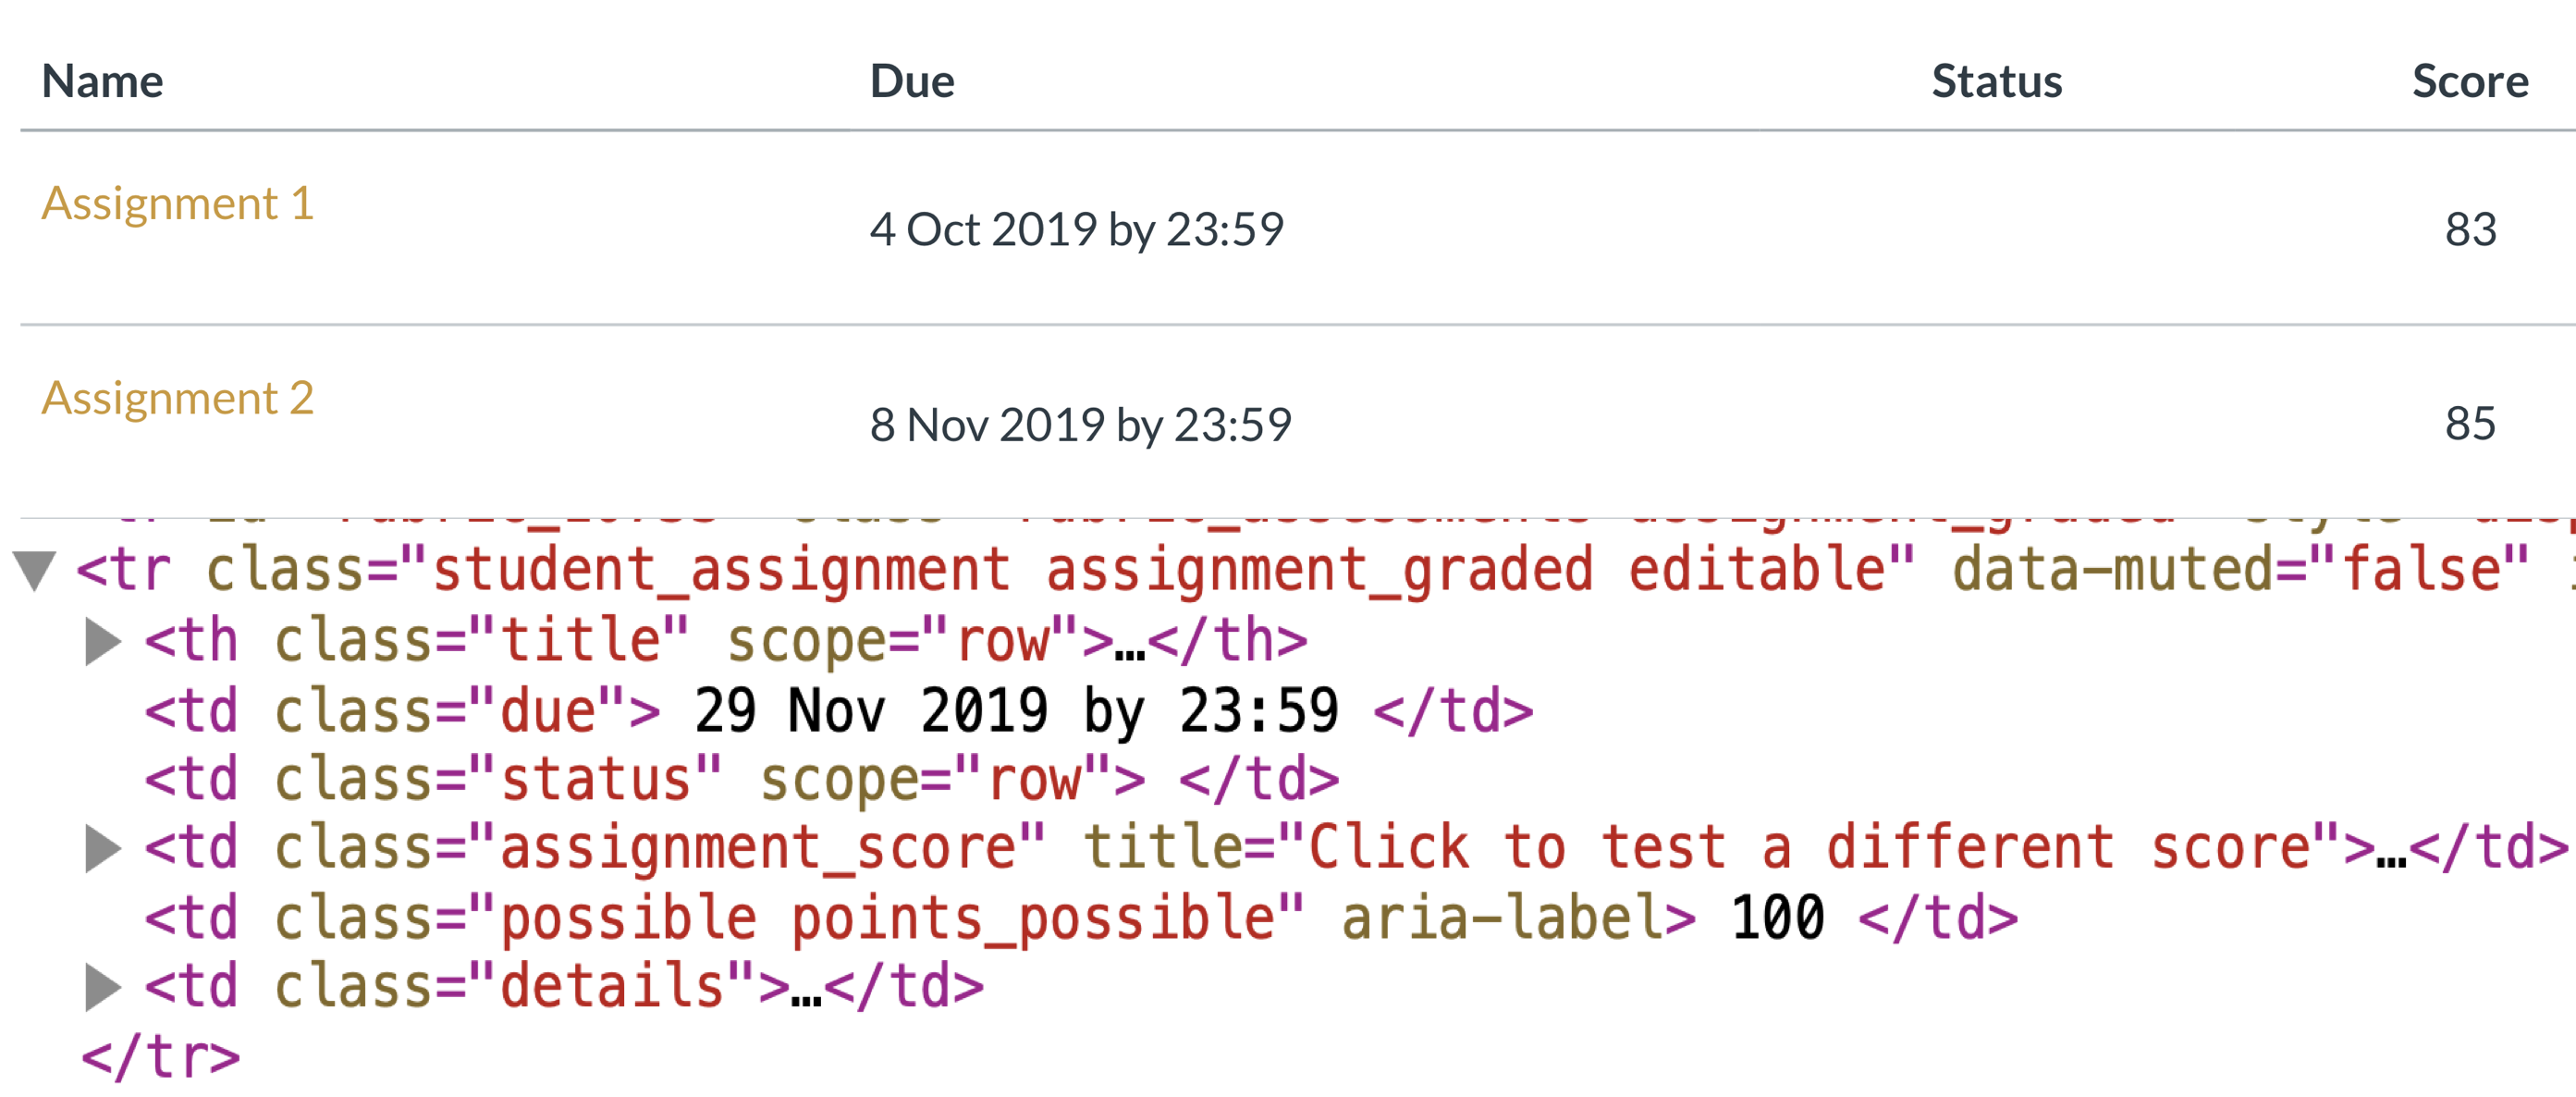 Name Due Status Score
Assignment 1 4 Oct 2019 by 23:59 83
Assignment 2 8 Nov 2019 by 23:59 85
<tr class="student_assignment assignment_graded editable" data-muted="false"
<th class="title" scope="row">…</th>
<td class="due"> 29 Nov 2019 by 23:59 </td>
<td class="status" scope="row"> </td>
<td class="assignment_score" title="Click to test a different score">…</td>
<td class="possible points_possible" aria-label> 100 </td>
<td class="details">…</td>
</tr>